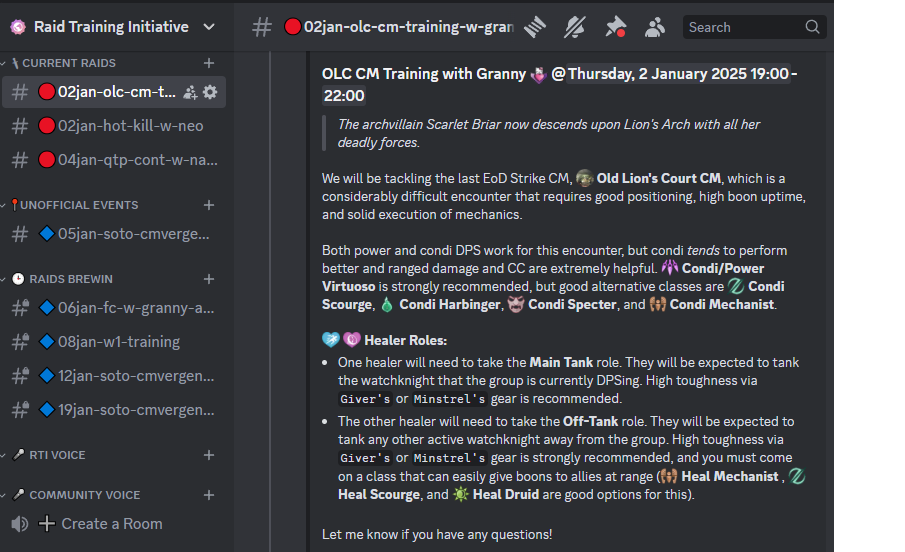 Raid Training Initiative
CURRENT RAIDS
02jan-olc-cm-t...
02jan-hot-kill-w-neo
04jan-qtp-cont-w-na...
UNOFFICIAL EVENTS
05jan-soto-cmverge...
RAIDS BREWIN
06jan-fc-w-granny-a...
08jan-w1-training
12jan-soto-cmvergen...
19jan-soto-cmvergen...
RTI VOICE
COMMUNITY VOICE
Create a Room
02jan-olc-cm-training-w-gran
Search
OLC CM Training with Granny @Thursday, 2 January 2025 19:00-
22:00
The archvillain Scarlet Briar now descends upon Lion's Arch with all her
deadly forces.
We will be tackling the last EoD Strike CM, Old Lion's Court CM, which is a
considerably difficult encounter that requires good positioning, high boon uptime,
and solid execution of mechanics.
Both power and condi DPS work for this encounter, but condi tends to perform
better and ranged damage and CC are extremely helpful. Condi/Power
Virtuoso is strongly recommended, but good alternative classes are Condi
Scourge, Condi Harbinger, Condi Specter, and Condi Mechanist.
Healer Roles:
• One healer will need to take the Main Tank role. They will be expected to tank
the watchknight that the group is currently DPSing. High toughness via
Giver's or Minstrel's gear is recommended.
• The other healer will need to take the Off-Tank role. They will be expected to
tank any other active watchknight away from the group. High toughness via
Giver's or Minstrel's gear is strongly recommended, and you must come
on a class that can easily give boons to allies at range (Heal Mechanist ,
Heal Scourge, and Heal Druid are good options for this).
Let me know if you have any questions!